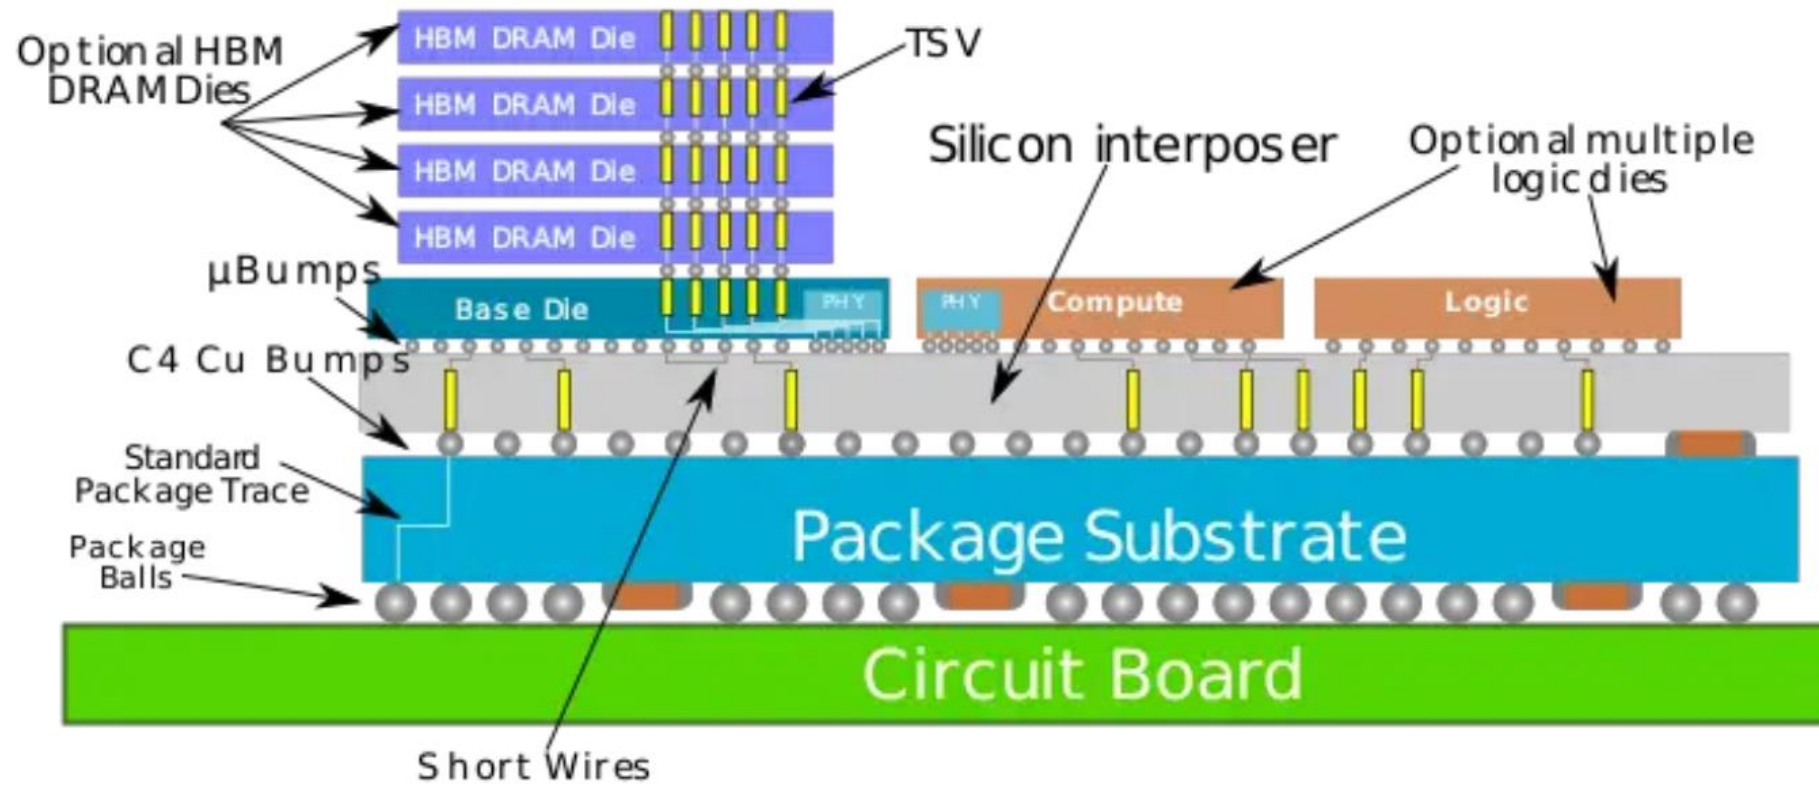 Optional HBM
DRAM Dies
HBM DRAM Die
HBM DRAM Die
HBM DRAM Die
HBM DRAM Die
TSV
Silicon interposer
Optional multiple
logic dies
µBumps
Base Die
PHY
PHY
Compute
Logic
C4 Cu Bumps
Standard
Package Trace
Package Substrate
Package
Balls
Circuit Board
Short Wires